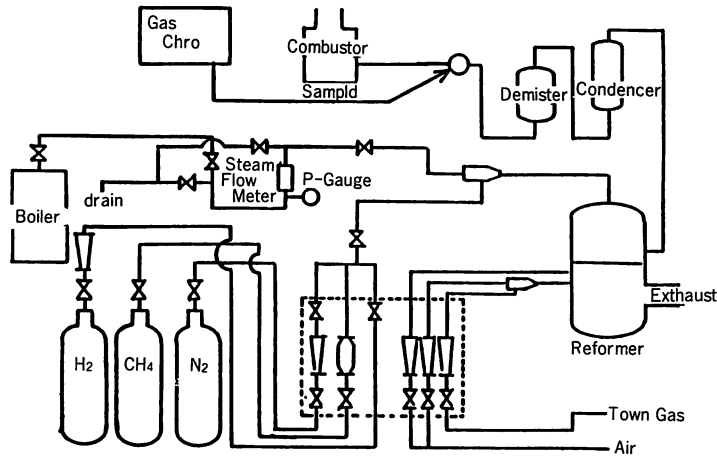 Gas
Chro
Combustor
Sampld
Demister
Condencer
Steam
Flow
Meter
P-Gauge
drain
Boiler
H2
CH4
N2
Exthaust
Reformer
Town Gas
Air